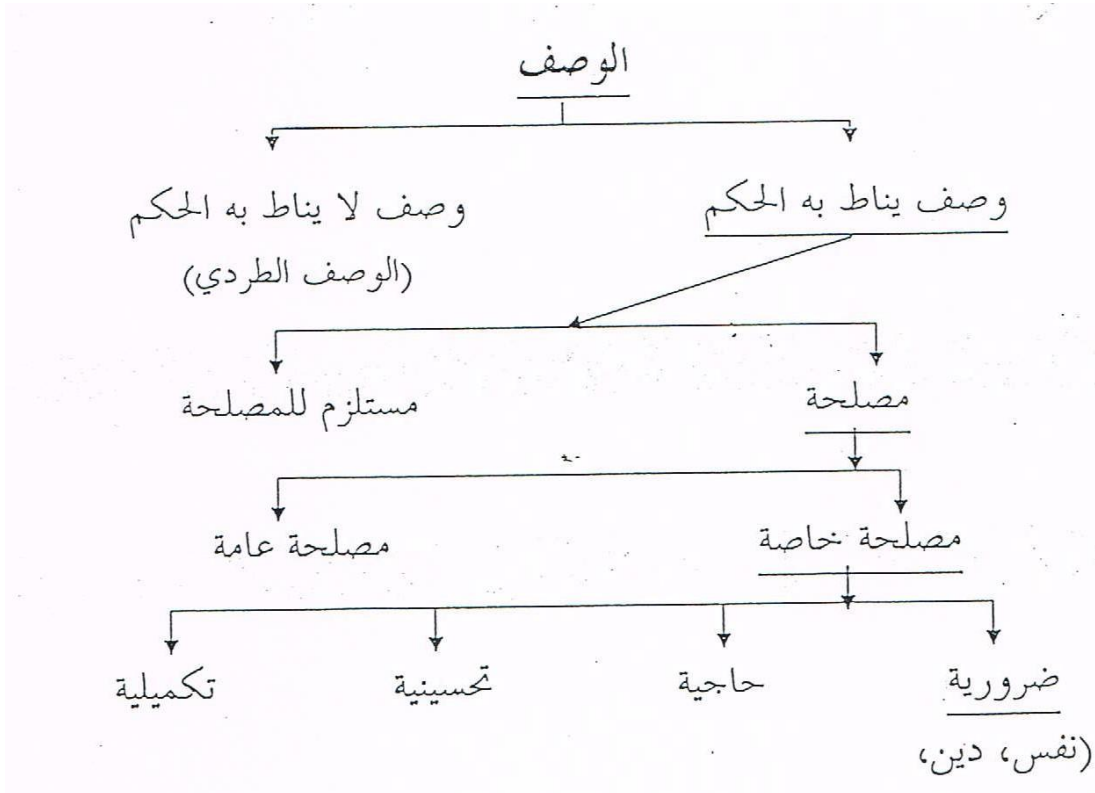 الوصف
وصف يناط به الحكم
وصف لا يناط به الحكم
(الوصف الطردي)
مصلحة
مستلزم للمصلحة
مصلحة خاصة
مصلحة عامة
ضرورية
حاجية
تحسينية
تكميلية
(نفس، دين،